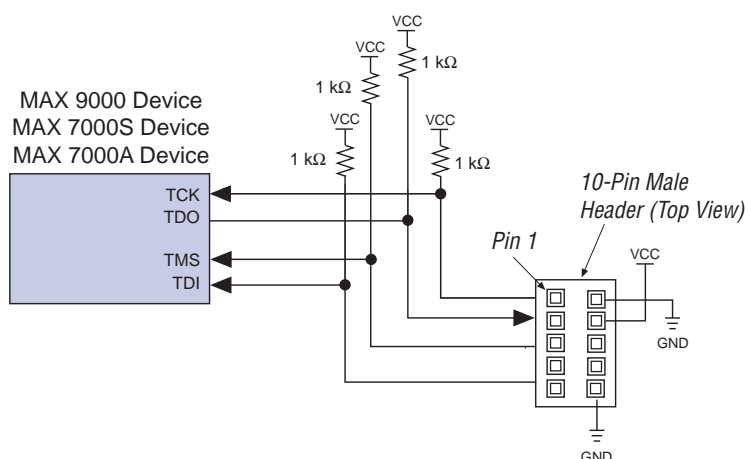 VCC
VCC
1 kΩ
1 kΩ
MAX 9000 Device
MAX 7000S Device
MAX 7000A Device
VCC
VCC
1 kΩ
1 kΩ
TCK
TDO
TMS
TDI
10-Pin Male
Header (Top View)
Pin 1
VCC
GND
GND